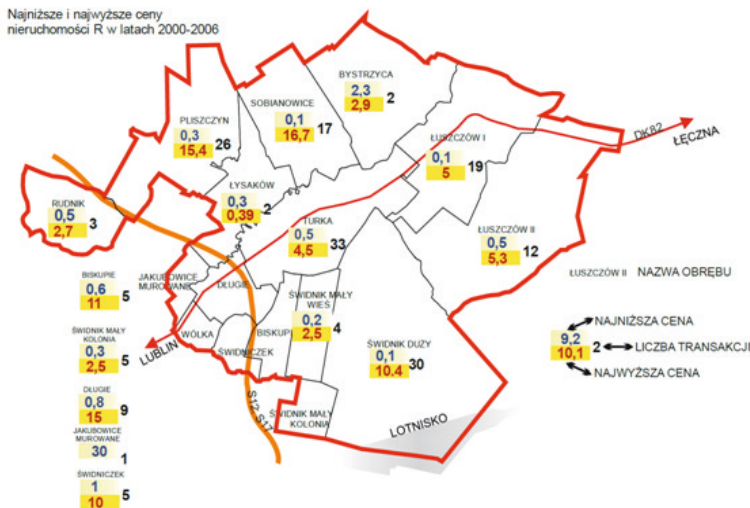 Najniższe i najwyższe ceny
nieruchomości R w latach 2000-2006
BYSTRZYCA
2,3
2,9
2
SOBIANOWICE
0,1
16,7
17
PLISZCZYN
0,3
15,4
26
ŁUSZCZÓW I
0,1
5
19
DK82
ŁĘCZNA
RUDNIK
0,5
2,7
3
ŁYSAKÓW
0,3
0,39
2
TURKA
0,5
4,5
33
ŁUSZCZÓW II
0,5
5,3
12
BISKUPIE
0,6
11
5
JAKUBOWICE
MUROWANE
DŁUGIE
ŚWIDNIK MAŁY
WIEŚ
0,2
2,5
4
ŁUSZCZÓW II NAZWA OBRĘBU
NAJNIŻSZA CENA
9,2
10,1
2
LICZBA TRANSAKCJI
NAJWYŻSZA CENA
ŚWIDNIK MAŁY
KOLONIA
0,3
2,5
5
LUBLIN
WÓLKA
BISKUPI
ŚWIDNICZEK
ŚWIDNIK DUŻY
0,1
10.4
30
DŁUGIE
0,8
15
9
S12, S17
ŚWIDNIK MAŁY
KOLONIA
LOTNISKO
JAKUBOWICE
MUROWANE
30
1
ŚWIDNICZEK
1
10
5